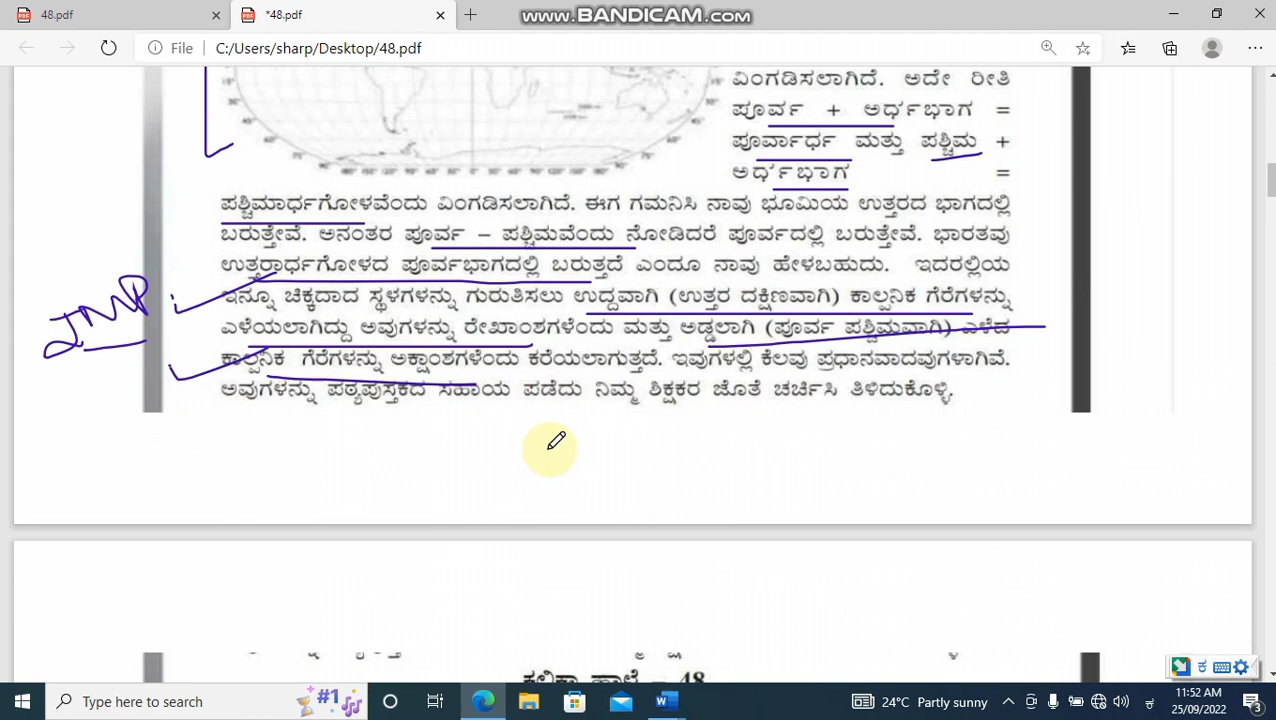 48.pdf
*48.pdf
www.BANDICAM.com
File
C:/Users/sharp/Desktop/48.pdf
ವಿಂಗಡಿಸಲಾಗಿದೆ. ಅದೇ ರೀತಿ
ಪೂರ್ವ + ಅರ್ಧಭಾಗ =
ಪೂರ್ವಾರ್ಧ ಮತ್ತು ಪಶ್ಚಿಮ +
ಅರ್ಧಭಾಗ =
ಪಶ್ಚಿಮಾರ್ಧಗೋಳವೆಂದು ವಿಂಗಡಿಸಲಾಗಿದೆ. ಈಗ ಗಮನಿಸಿ ನಾವು ಭೂಮಿಯ ಉತ್ತರದ ಭಾಗದಲ್ಲಿ
ಬರುತ್ತೇವೆ. ಅನಂತರ ಪೂರ್ವ – ಪಶ್ಚಿಮವೆಂದು ನೋಡಿದರೆ ಪೂರ್ವದಲ್ಲಿ ಬರುತ್ತೇವೆ. ಭಾರತವು
ಉತ್ತರಾರ್ಧಗೋಳದ ಪೂರ್ವಭಾಗದಲ್ಲಿ ಬರುತ್ತದೆ ಎಂದೂ ನಾವು ಹೇಳಬಹುದು. ಇದರಲ್ಲಿಯ
ಇನ್ನೂ ಚಿಕ್ಕದಾದ ಸ್ಥಳಗಳನ್ನು ಗುರುತಿಸಲು ಉದ್ದವಾಗಿ (ಉತ್ತರ ದಕ್ಷಿಣವಾಗಿ) ಕಾಲ್ಪನಿಕ ಗೆರೆಗಳನ್ನು
IMP
ಎಳೆಯಲಾಗಿದ್ದು ಅವುಗಳನ್ನು ರೇಖಾಂಶಗಳೆಂದು ಮತ್ತು ಅಡ್ಡಲಾಗಿ (ಪೂರ್ವ ಪಶ್ಚಿಮವಾಗಿ) ಎಳೆದ
ಕಾಲ್ಪನಿಕ ಗೆರೆಗಳನ್ನು ಅಕ್ಷಾಂಶಗಳೆಂದು ಕರೆಯಲಾಗುತ್ತದೆ. ಇವುಗಳಲ್ಲಿ ಕೆಲವು ಪ್ರಧಾನವಾದವುಗಳಾಗಿವೆ.
ಅವುಗಳನ್ನು ಪಠ್ಯಪುಸ್ತಕದ ಸಹಾಯ ಪಡೆದು ನಿಮ್ಮ ಶಿಕ್ಷಕರ ಜೊತೆ ಚರ್ಚಿಸಿ ತಿಳಿದುಕೊಳ್ಳಿ.
ಕಲಿಕಾ ಹಾಳೆ – 48
Type here to search
#1
24°C Partly sunny
11:52 AM
25/09/2022
3